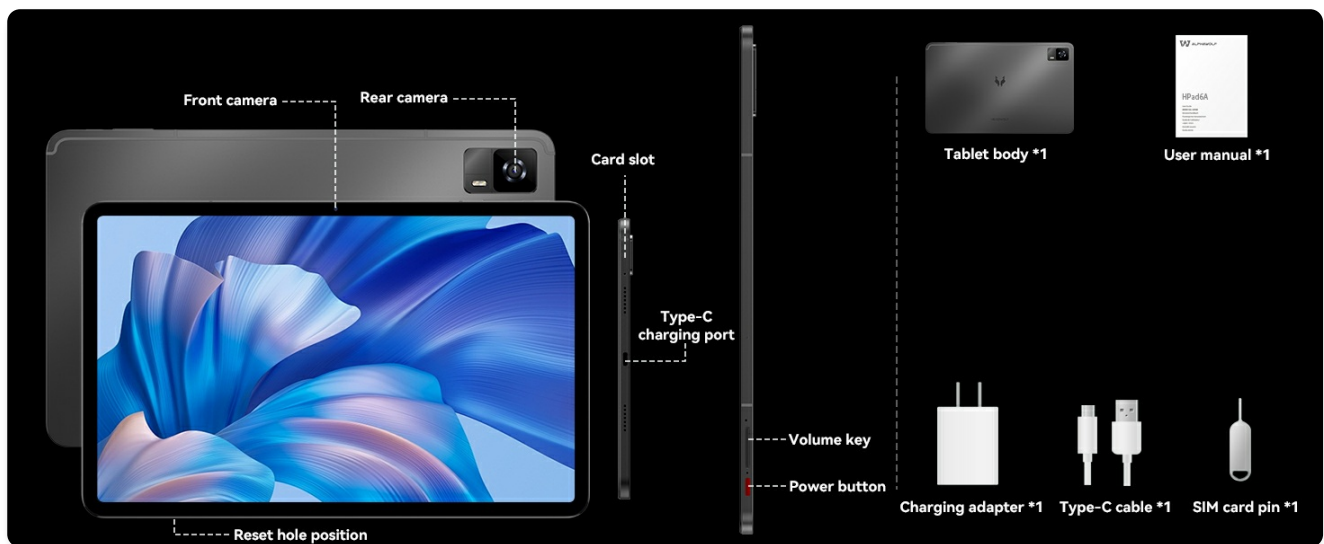 Front camera
Rear camera
Card slot
Type-C
charging port
Volume key
Power button
Reset hole position
Tablet body *1
ALPHAWOLF
HPad6A
User manual *1
Charging adapter *1
Type-C cable *1
SIM card pin *1